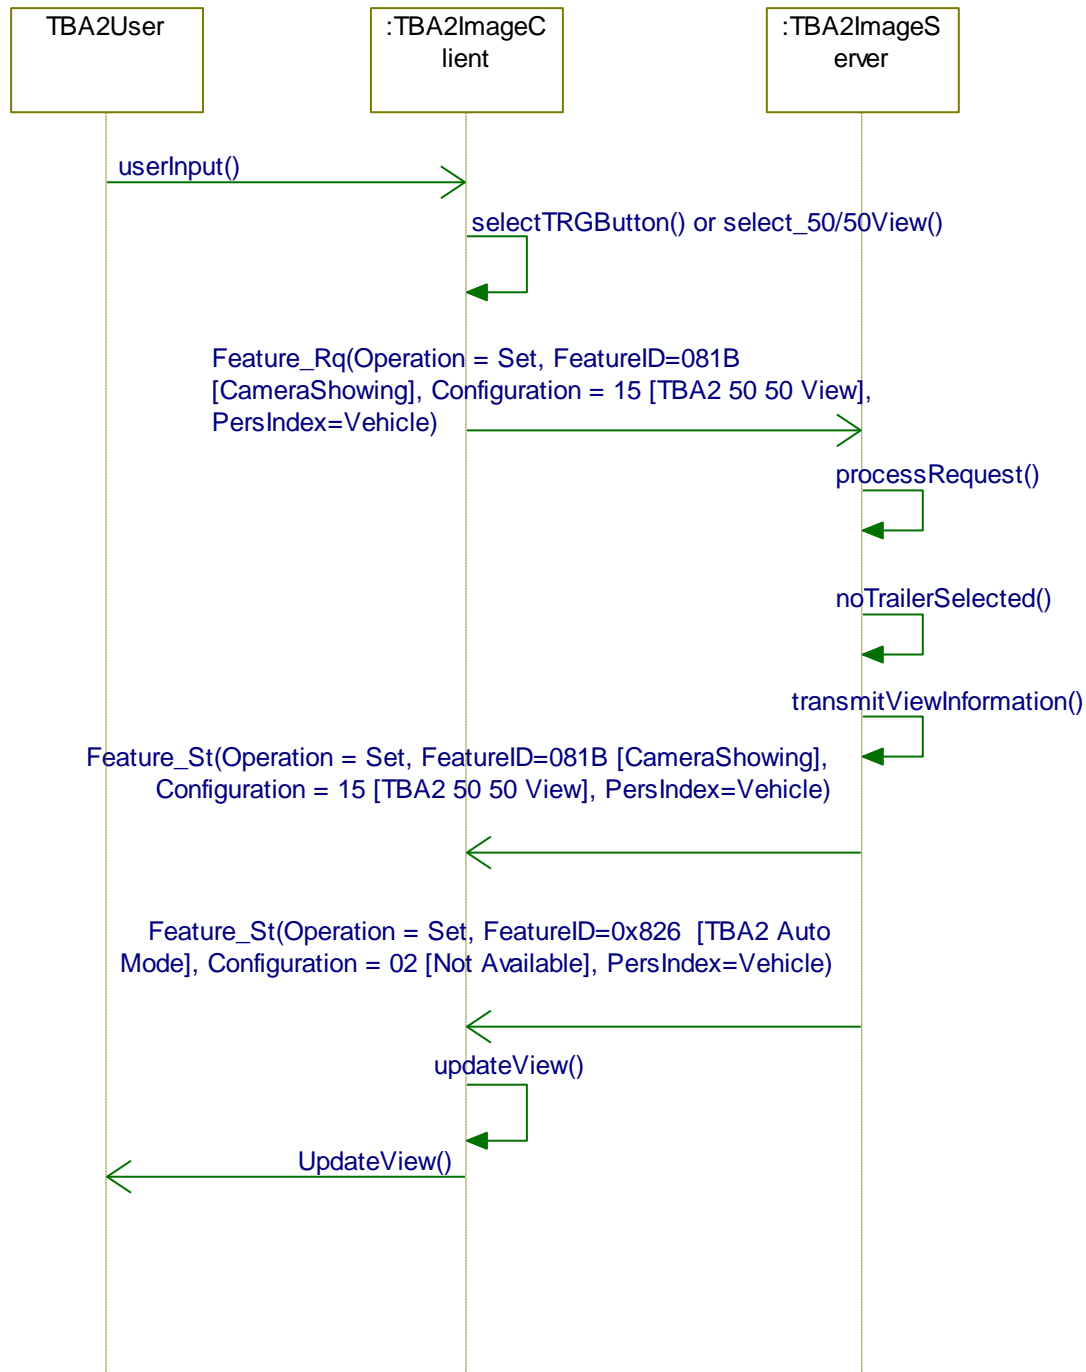 TBA2User
:TBA2ImageC
lient
:TBA2ImageS
erver
userInput()
selectTRGButton() or select_50/50View()
Feature_Rq(Operation = Set, FeatureID=081B
[CameraShowing], Configuration = 15 [TBA2 50 50 View],
PersIndex=Vehicle)
processRequest()
noTrailerSelected()
transmitViewInformation()
Feature_St(Operation = Set, FeatureID=081B [CameraShowing],
Configuration = 15 [TBA2 50 50 View], PersIndex=Vehicle)
Feature_St(Operation = Set, FeatureID=0x826 [TBA2 Auto
Mode], Configuration = 02 [Not Available], PersIndex=Vehicle)
updateView()
UpdateView()